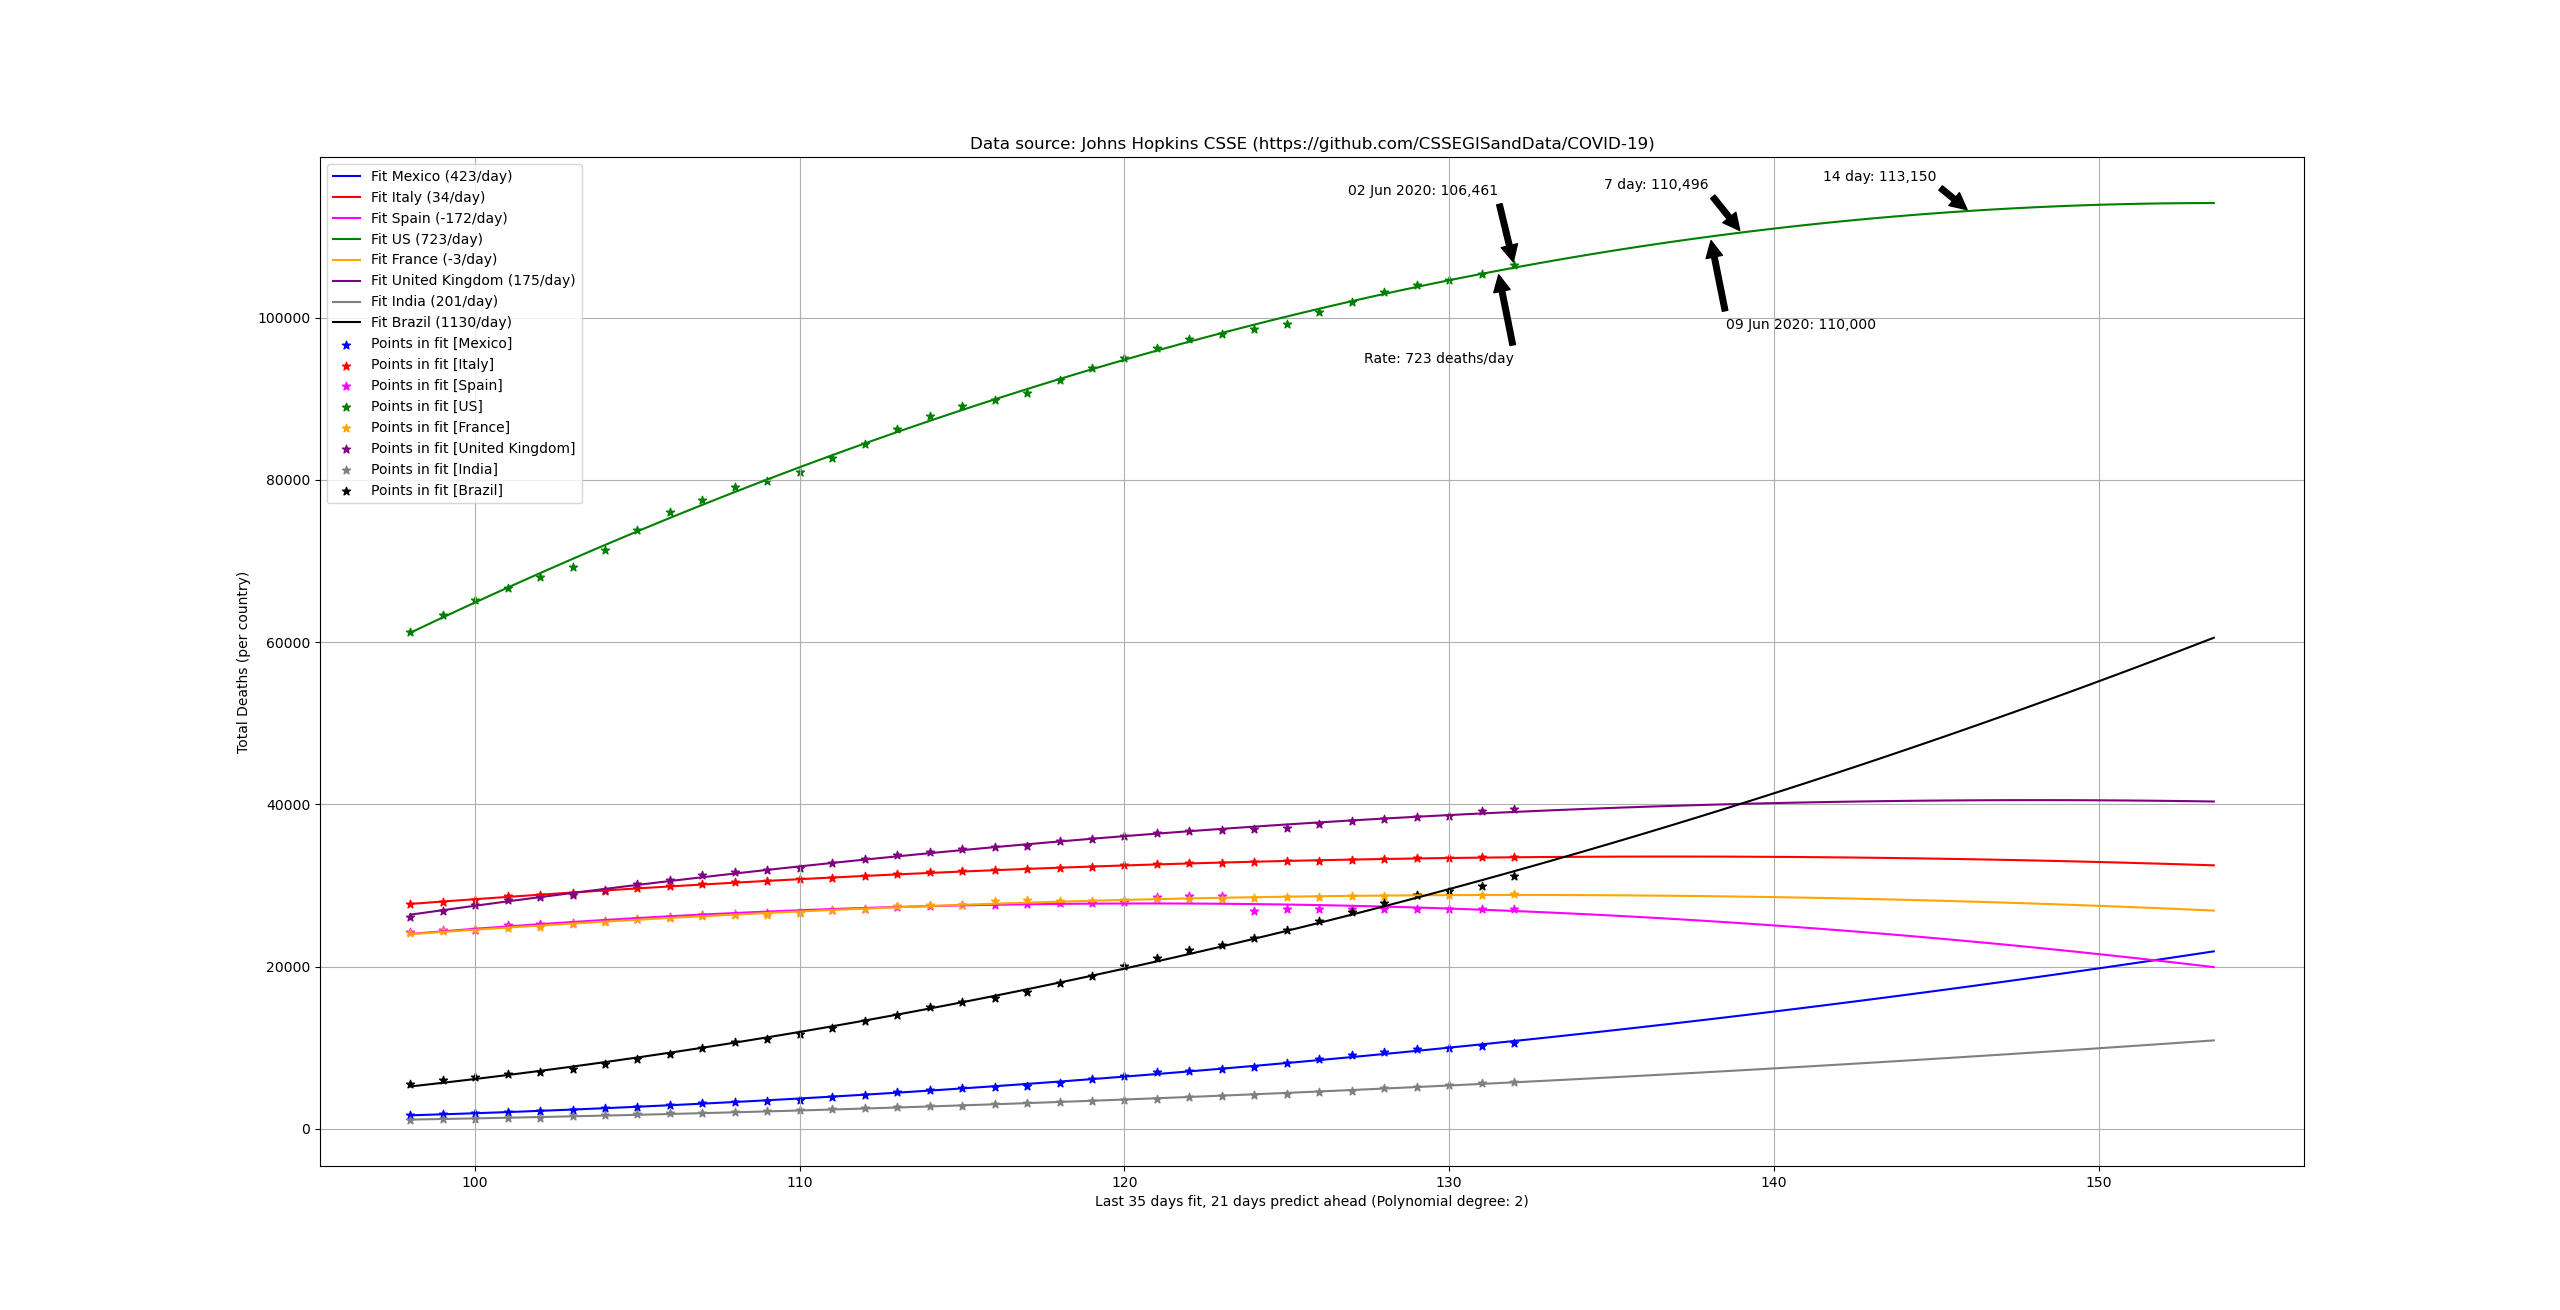 Data source: Johns Hopkins CSSE (https://github.com/CSSEGISandData/COVID-19)
Fit Mexico (423/day)
Fit Italy (34/day)
Fit Spain (-172/day)
Fit US (723/day)
Fit France (-3/day)
Fit United Kingdom (175/day)
Fit India (201/day)
Fit Brazil (1130/day)
Points in fit [Mexico]
Points in fit [Italy]
Points in fit [Spain]
Points in fit [US]
Points in fit [France]
Points in fit [United Kingdom]
Points in fit [India]
Points in fit [Brazil]
02 Jun 2020: 106,461
7 day: 110,496
14 day: 113,150
09 Jun 2020: 110,000
Rate: 723 deaths/day
Total Deaths (per country)
100000
80000
60000
40000
20000
0
100
110
120
130
140
150
Last 35 days fit, 21 days predict ahead (Polynomial degree: 2)